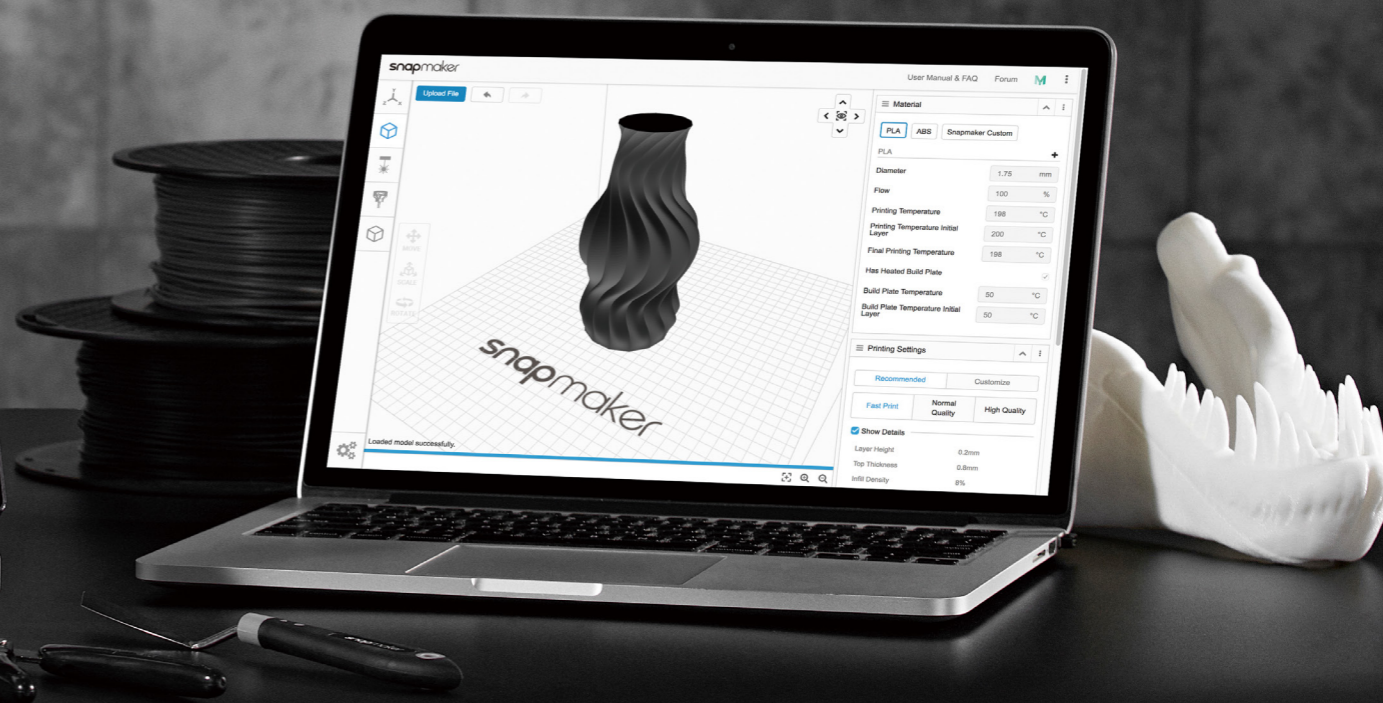 snapmaker
User Manual & FAQ
Forum
Upload File
MOVE
SCALE
ROTATE
snapmaker
Loaded model successfully.
Material
PLA
ABS
Snapmaker Custom
PLA
Diameter 1.75 mm
Flow 100 %
Printing Temperature 198 °C
Printing Temperature Initial
Layer 200 °C
Final Printing Temperature 198 °C
Has Heated Build Plate
Build Plate Temperature 50 °C
Build Plate Temperature Initial
Layer 50 °C
Printing Settings
Recommended
Customize
Fast Print
Normal
Quality
High Quality
Show Details
Layer Height 0.2mm
Top Thickness 0.8mm
Infill Density 8%